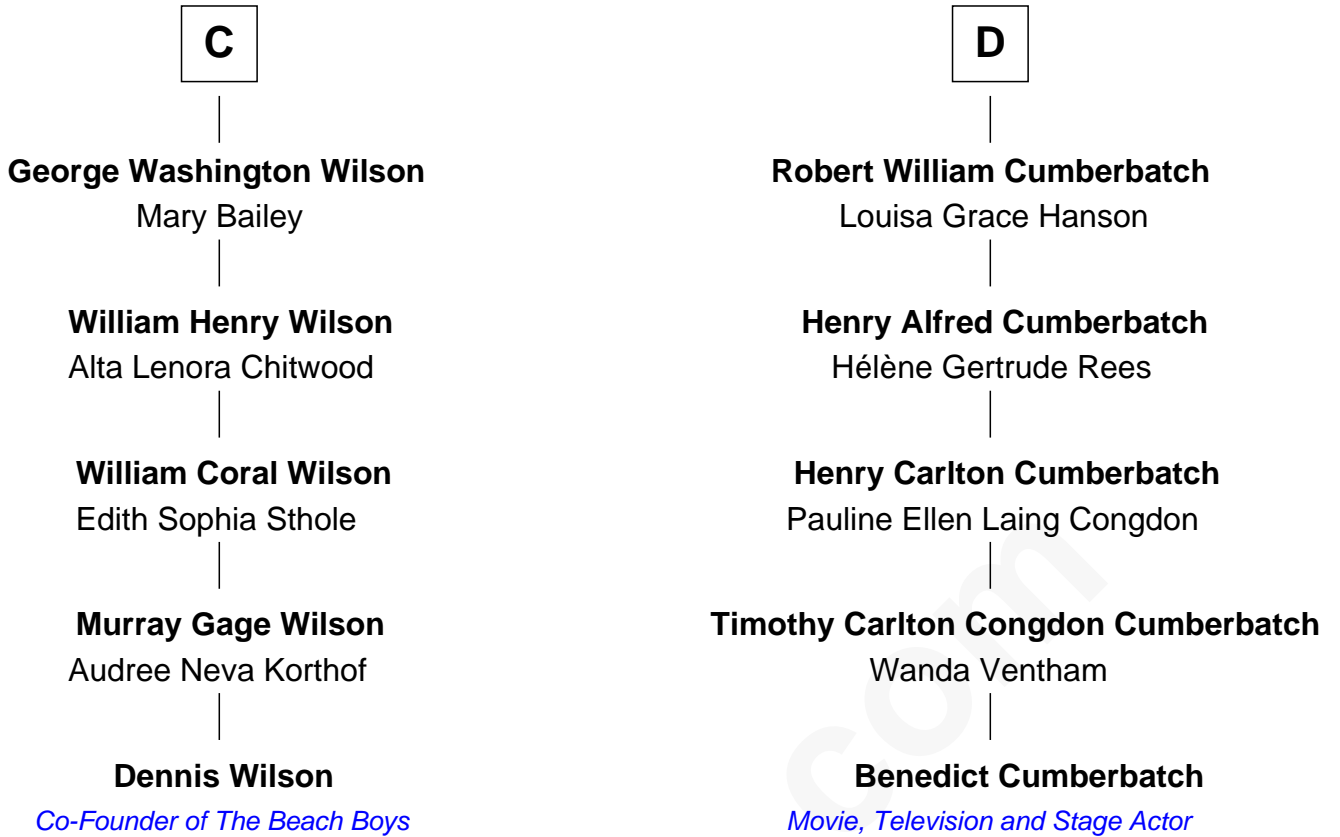 C
George Washington Wilson
Mary Bailey
William Henry Wilson
Alta Lenora Chitwood
William Coral Wilson
Edith Sophia Sthole
Murray Gage Wilson
Audree Neva Korthof
Dennis Wilson
Co-Founder of The Beach Boys
D
Robert William Cumberbatch
Louisa Grace Hanson
Henry Alfred Cumberbatch
Hélène Gertrude Rees
Henry Carlton Cumberbatch
Pauline Ellen Laing Congdon
Timothy Carlton Congdon Cumberbatch
Wanda Ventham
Benedict Cumberbatch
Movie, Television and Stage Actor
com